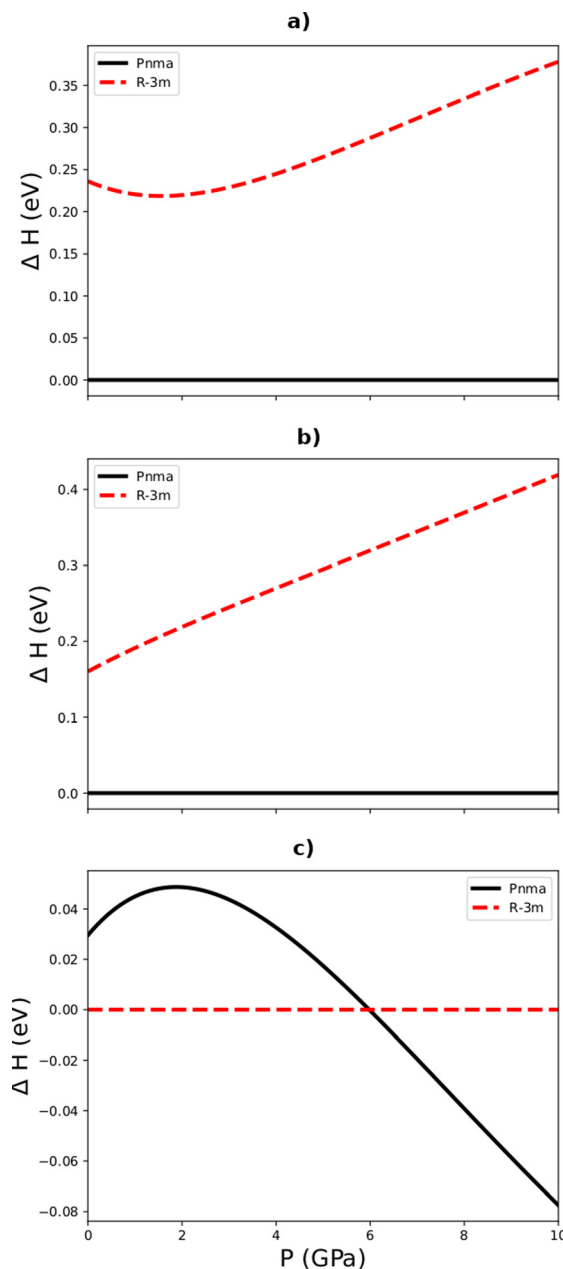 a)
Pnma
R-3m
0.35
0.30
0.25
0.20
0.15
0.10
0.05
0.00
Δ H (eV)
b)
Pnma
R-3m
0.4
0.3
0.2
0.1
0.0
Δ H (eV)
c)
Pnma
R-3m
0.04
0.02
0.00
−0.02
−0.04
−0.06
−0.08
Δ H (eV)
0 2 4 6 8 10
P (GPa)